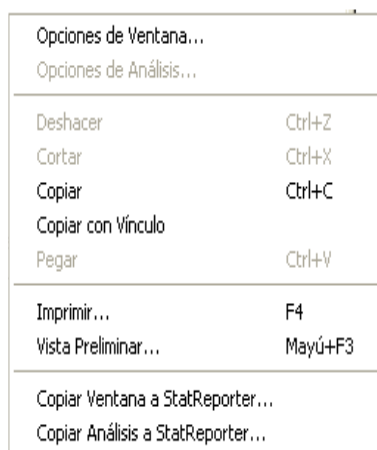 Opciones de Ventana...
Opciones de Análisis...
Deshacer Ctrl+Z
Cortar Ctrl+X
Copiar Ctrl+C
Copiar con Vínculo
Pegar Ctrl+V
Imprimir... F4
Vista Preliminar... Mayú+F3
Copiar Ventana a StatReporter...
Copiar Análisis a StatReporter...